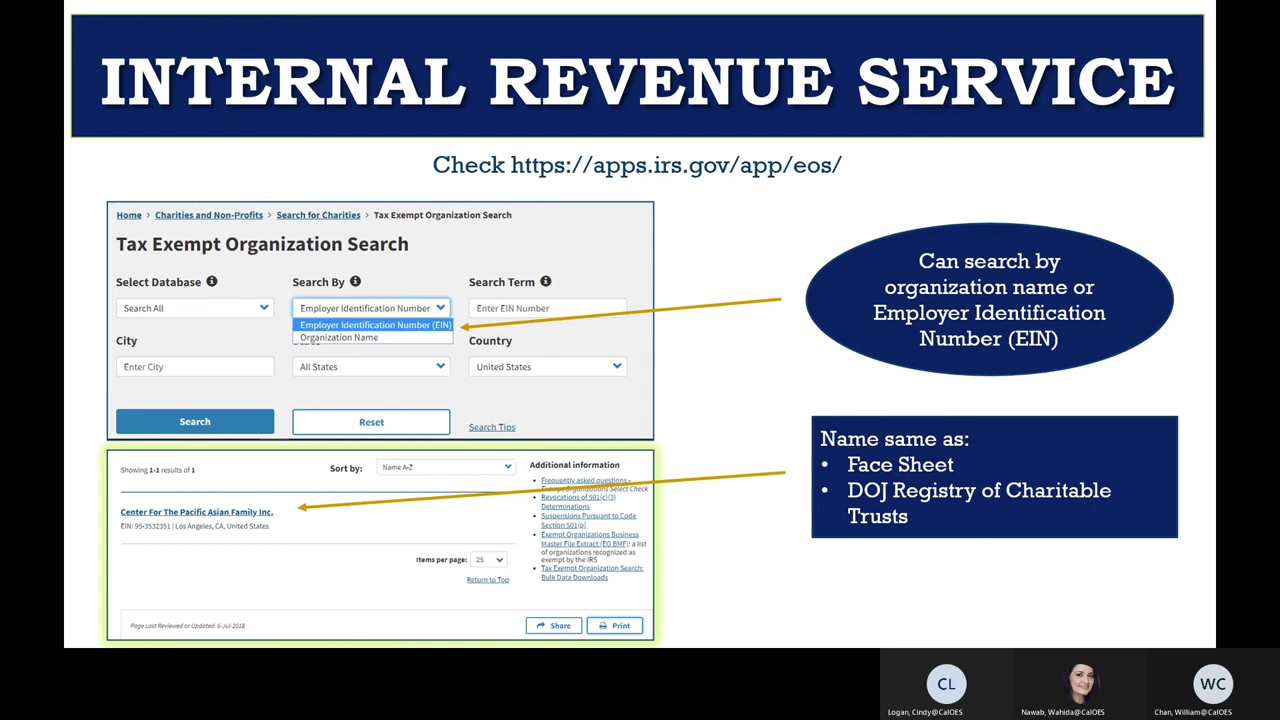 INTERNAL REVENUE SERVICE
Check https://apps.irs.gov/app/eos/
Home > Charities and Non-Profits > Search for Charities > Tax Exempt Organization Search
Tax Exempt Organization Search
Select Database
Search By
Search Term
Search All
Employer Identification Number
Enter EIN Number
Employer Identification Number (EIN)
Organization Name
City
Country
Enter City
All States
United States
Search
Reset
Search Tips
Can search by
organization name or
Employer Identification
Number (EIN)
Showing 1-1 results of 1
Sort by:
Name A-Z
Center For The Pacific Asian Family Inc.
EIN: 95-3532351 | Los Angeles, CA, United States
Items per page:
25
Return to Top
Additional information
• Frequently asked questions -
Exempt Organizations Select Check
• Revocations of 501(c)(3)
Determinations
• Suspensions Pursuant to Code
Section 501(p)
• Exempt Organizations Business
Master File Extract (EO BMF): a list
of organizations recognized as
exempt by the IRS
• Tax Exempt Organization Search:
Bulk Data Downloads
Page Last Reviewed or Updated: 6-Jul-2018
Share
Print
Name same as:
• Face Sheet
• DOJ Registry of Charitable
Trusts
CL
WC
Logan, Cindy@CalOES
Nawab, Wahida@CalOES
Chan, William@CalOES